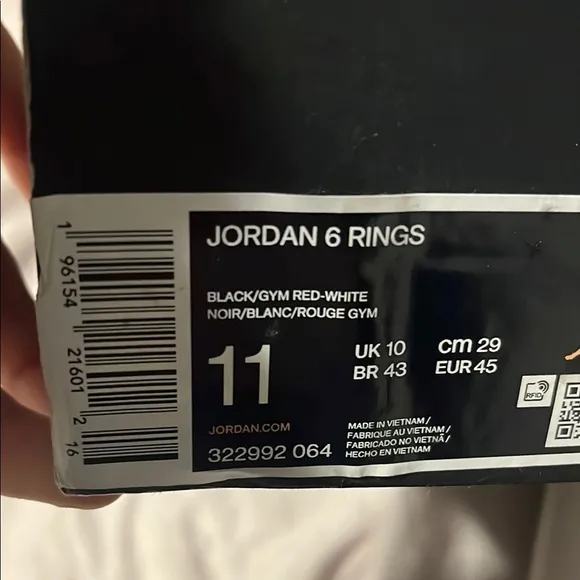 JORDAN 6 RINGS
BLACK/GYM RED-WHITE
NOIR/BLANC/ROUGE GYM
11
UK 10 cm 29
BR 43 EUR 45
JORDAN.COM
322992 064
MADE IN VIETNAM/
FABRIQUE AU VIETNAM/
FABRICADO NO VIETNÃ/
HECHO EN VIETNAM
RFID
1 96154 21601 2 16